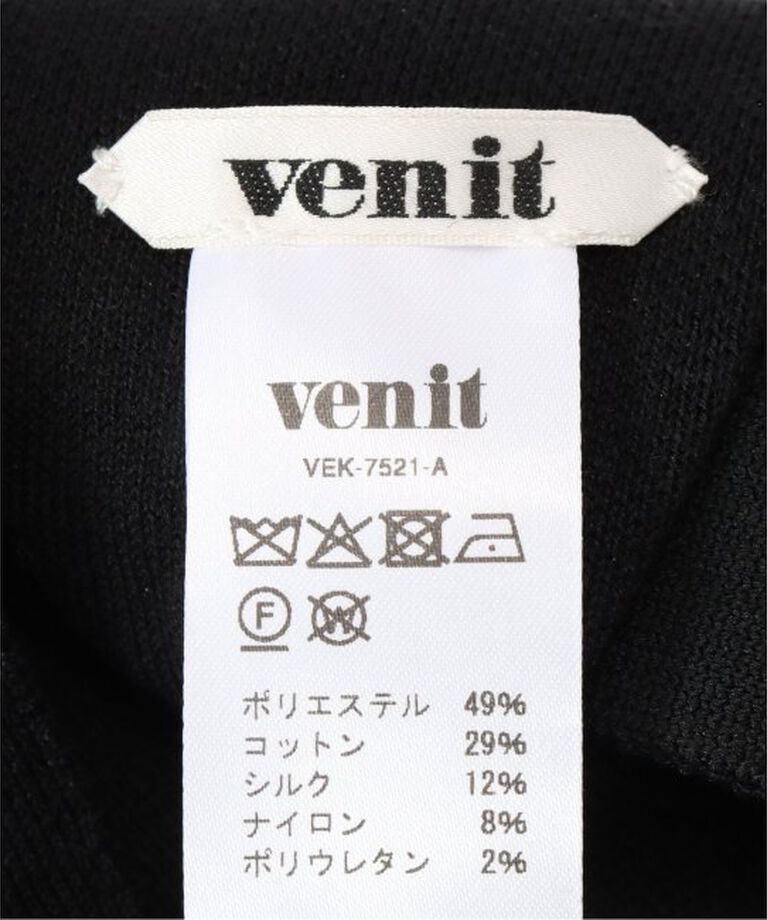 venit
venit
VEK-7521-A
F W
ポリエステル 49%
コットン 29%
シルク 12%
ナイロン 8%
ポリウレタン 2%